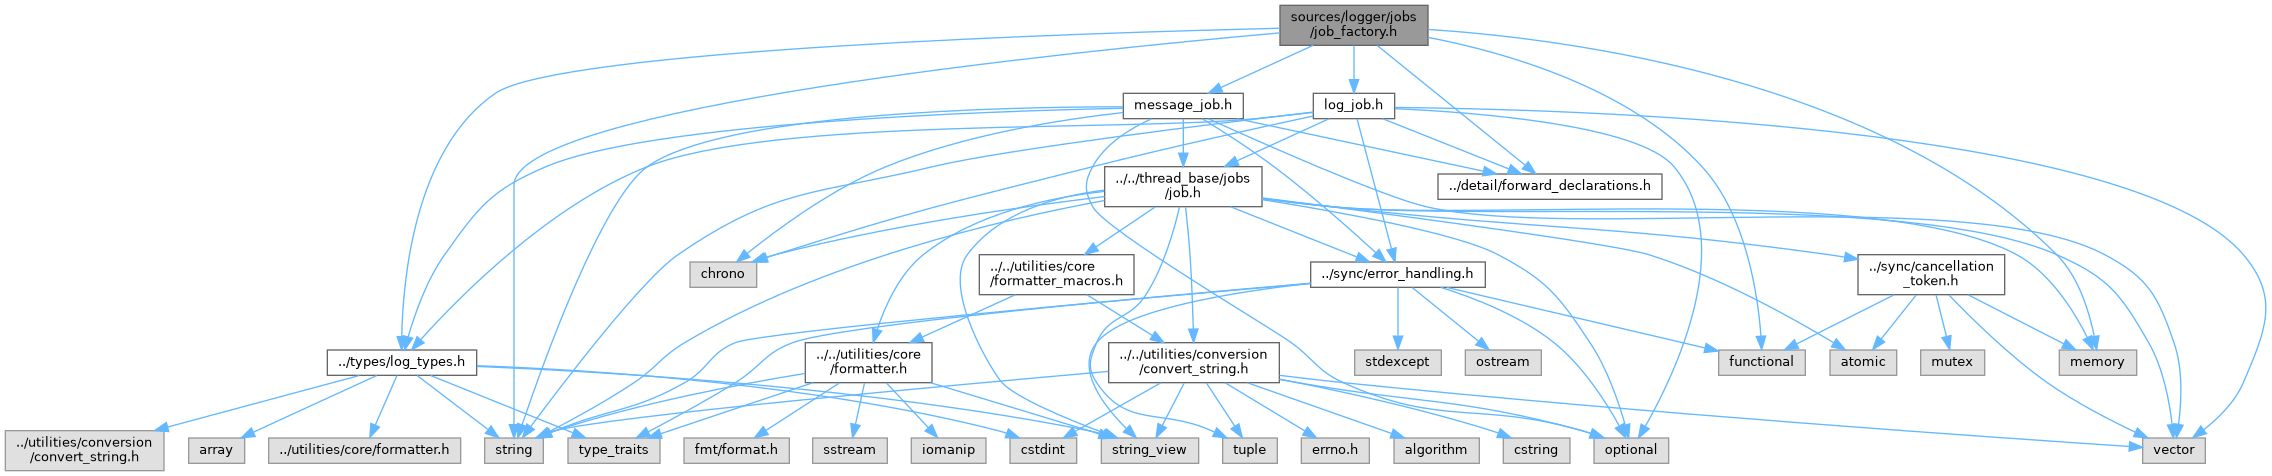 sources/logger/jobs
/job_factory.h
message_job.h
log_job.h
../../thread_base/jobs
/job.h
../detail/forward_declarations.h
chrono
../../utilities/core
/formatter_macros.h
../sync/error_handling.h
../sync/cancellation
_token.h
../types/log_types.h
../../utilities/core
/formatter.h
../../utilities/conversion
/convert_string.h
stdexcept
ostream
functional
atomic
mutex
memory
../utilities/conversion
/convert_string.h
array
../utilities/core/formatter.h
string
type_traits
fmt/format.h
sstream
iomanip
cstdint
string_view
tuple
errno.h
algorithm
cstring
optional
vector